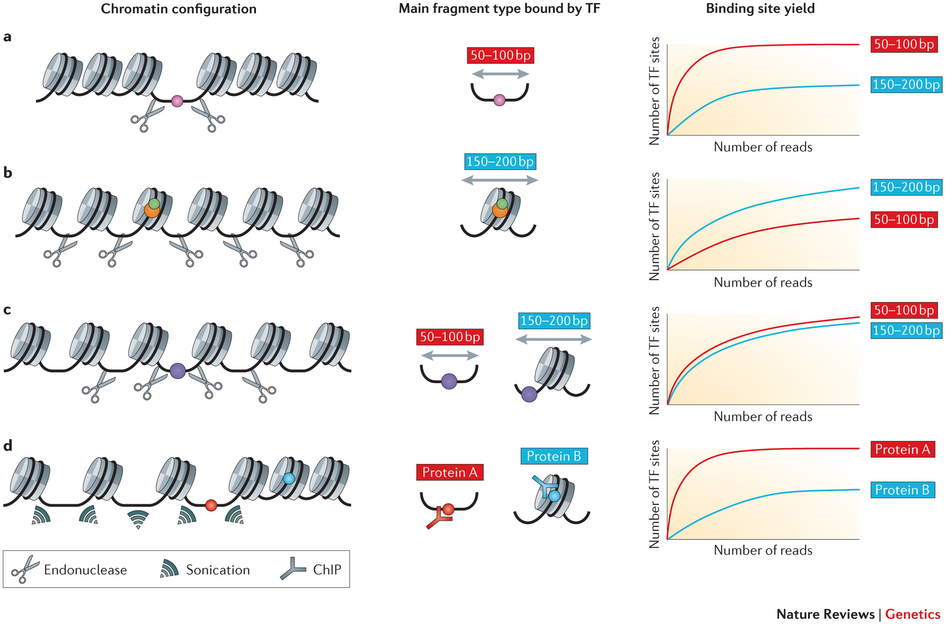 Chromatin configuration
Main fragment type bound by TF
Binding site yield
a
50–100 bp
Number of TF sites
50–100 bp
150–200 bp
Number of reads
b
150–200 bp
Number of TF sites
150–200 bp
50–100 bp
Number of reads
c
50–100 bp
150–200 bp
Number of TF sites
50–100 bp
150–200 bp
Number of reads
d
Protein A
Protein B
Number of TF sites
Protein A
Protein B
Number of reads
Endonuclease
Sonication
ChIP
Nature Reviews | Genetics